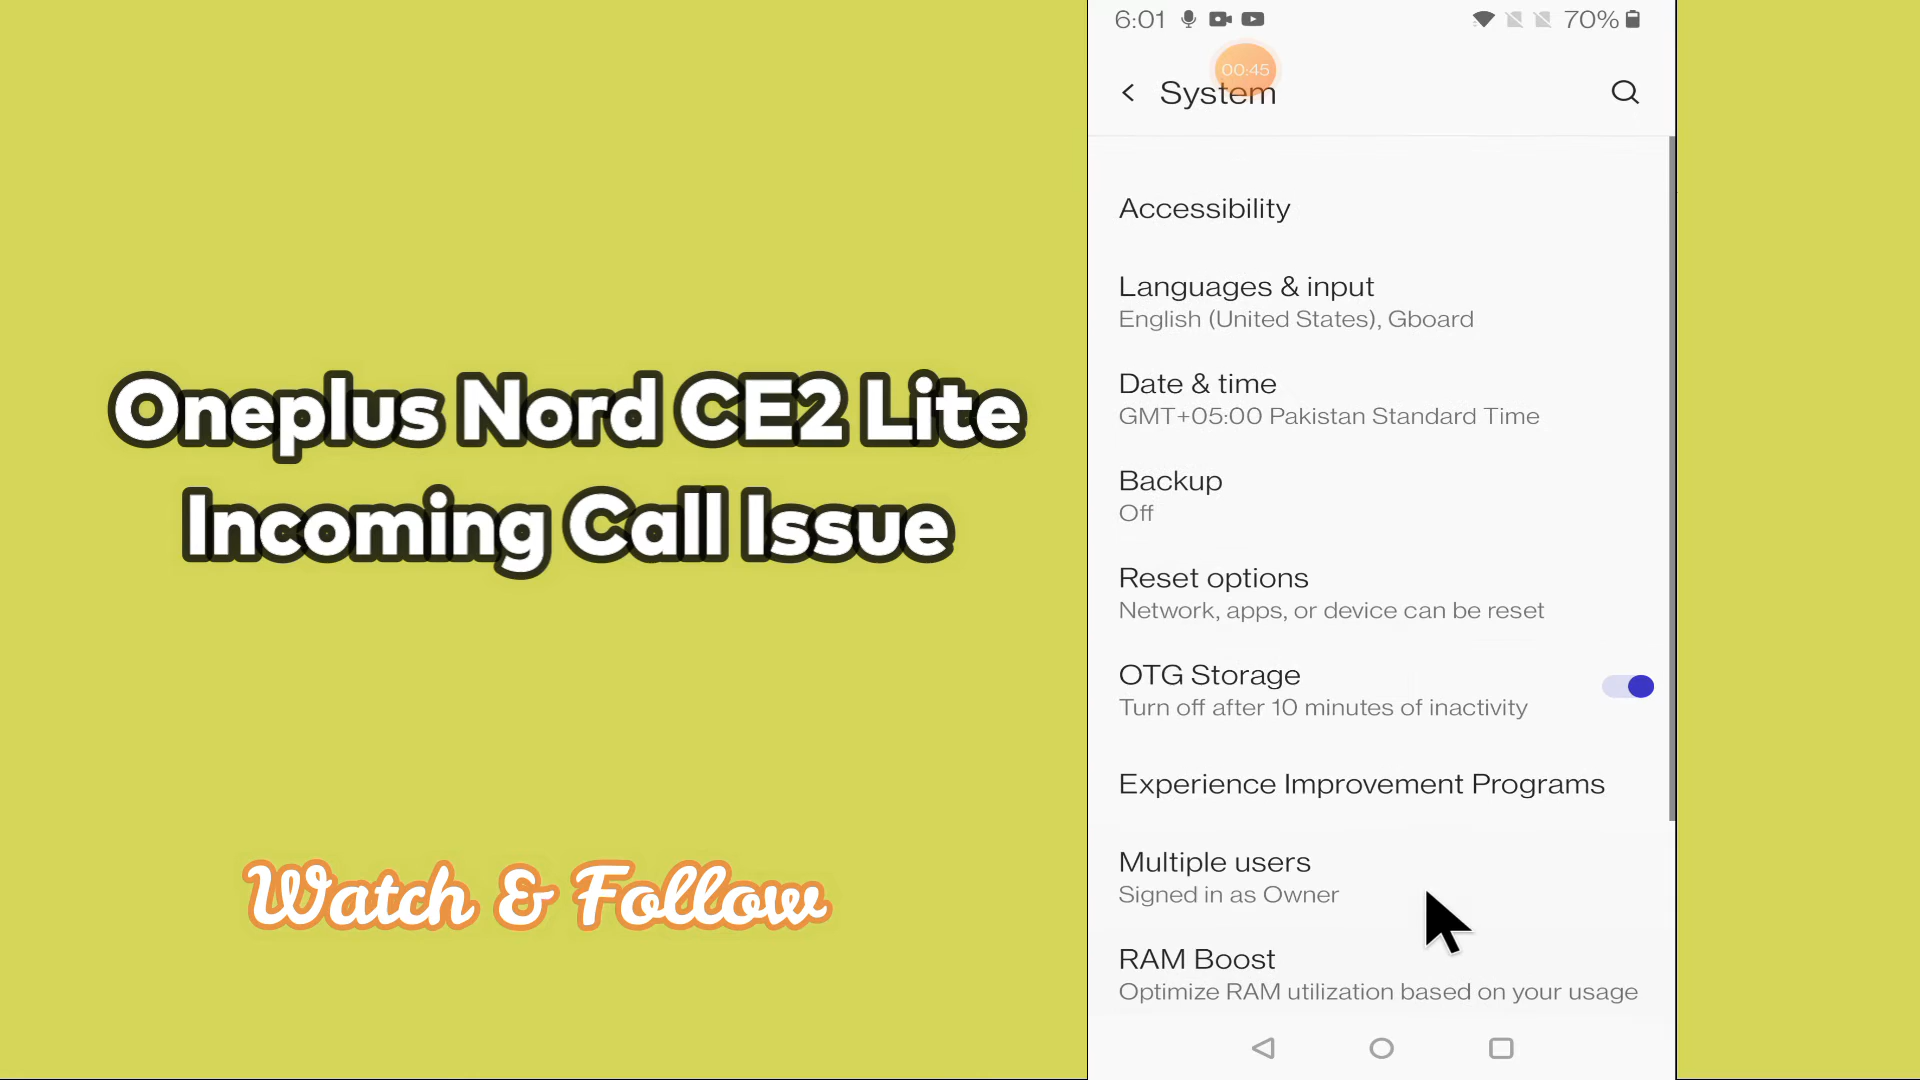 Oneplus Nord CE2 Lite
Incoming Call Issue
Watch & Follow
6:01
70%
00:45
System
Accessibility
Languages & input
English (United States), Gboard
Date & time
GMT+05:00 Pakistan Standard Time
Backup
Off
Reset options
Network, apps, or device can be reset
OTG Storage
Turn off after 10 minutes of inactivity
Experience Improvement Programs
Multiple users
Signed in as Owner
RAM Boost
Optimize RAM utilization based on your usage